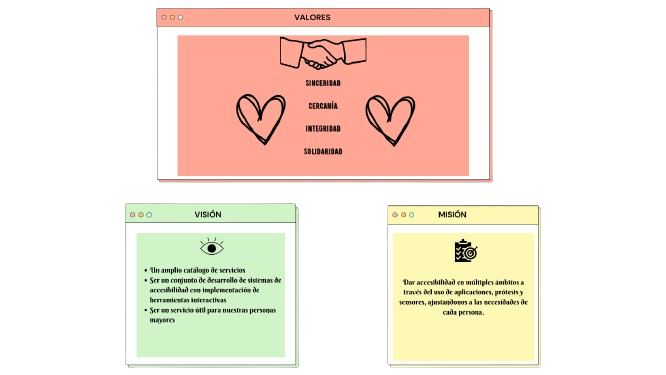 VALORES
SINCERIDAD
CERCANÍA
INTEGRIDAD
SOLIDARIDAD
VISIÓN
• Un amplio catálogo de servicios
• Ser un conjunto de desarrollo de sistemas de
accesibilidad con implementación de
herramientas interactivas
• Ser un servicio útil para nuestras personas
mayores
MISIÓN
Dar accesibilidad en múltiples ámbitos a
través del uso de aplicaciones, prótesis y
sensores, ajustandonos a las necesidades de
cada persona.